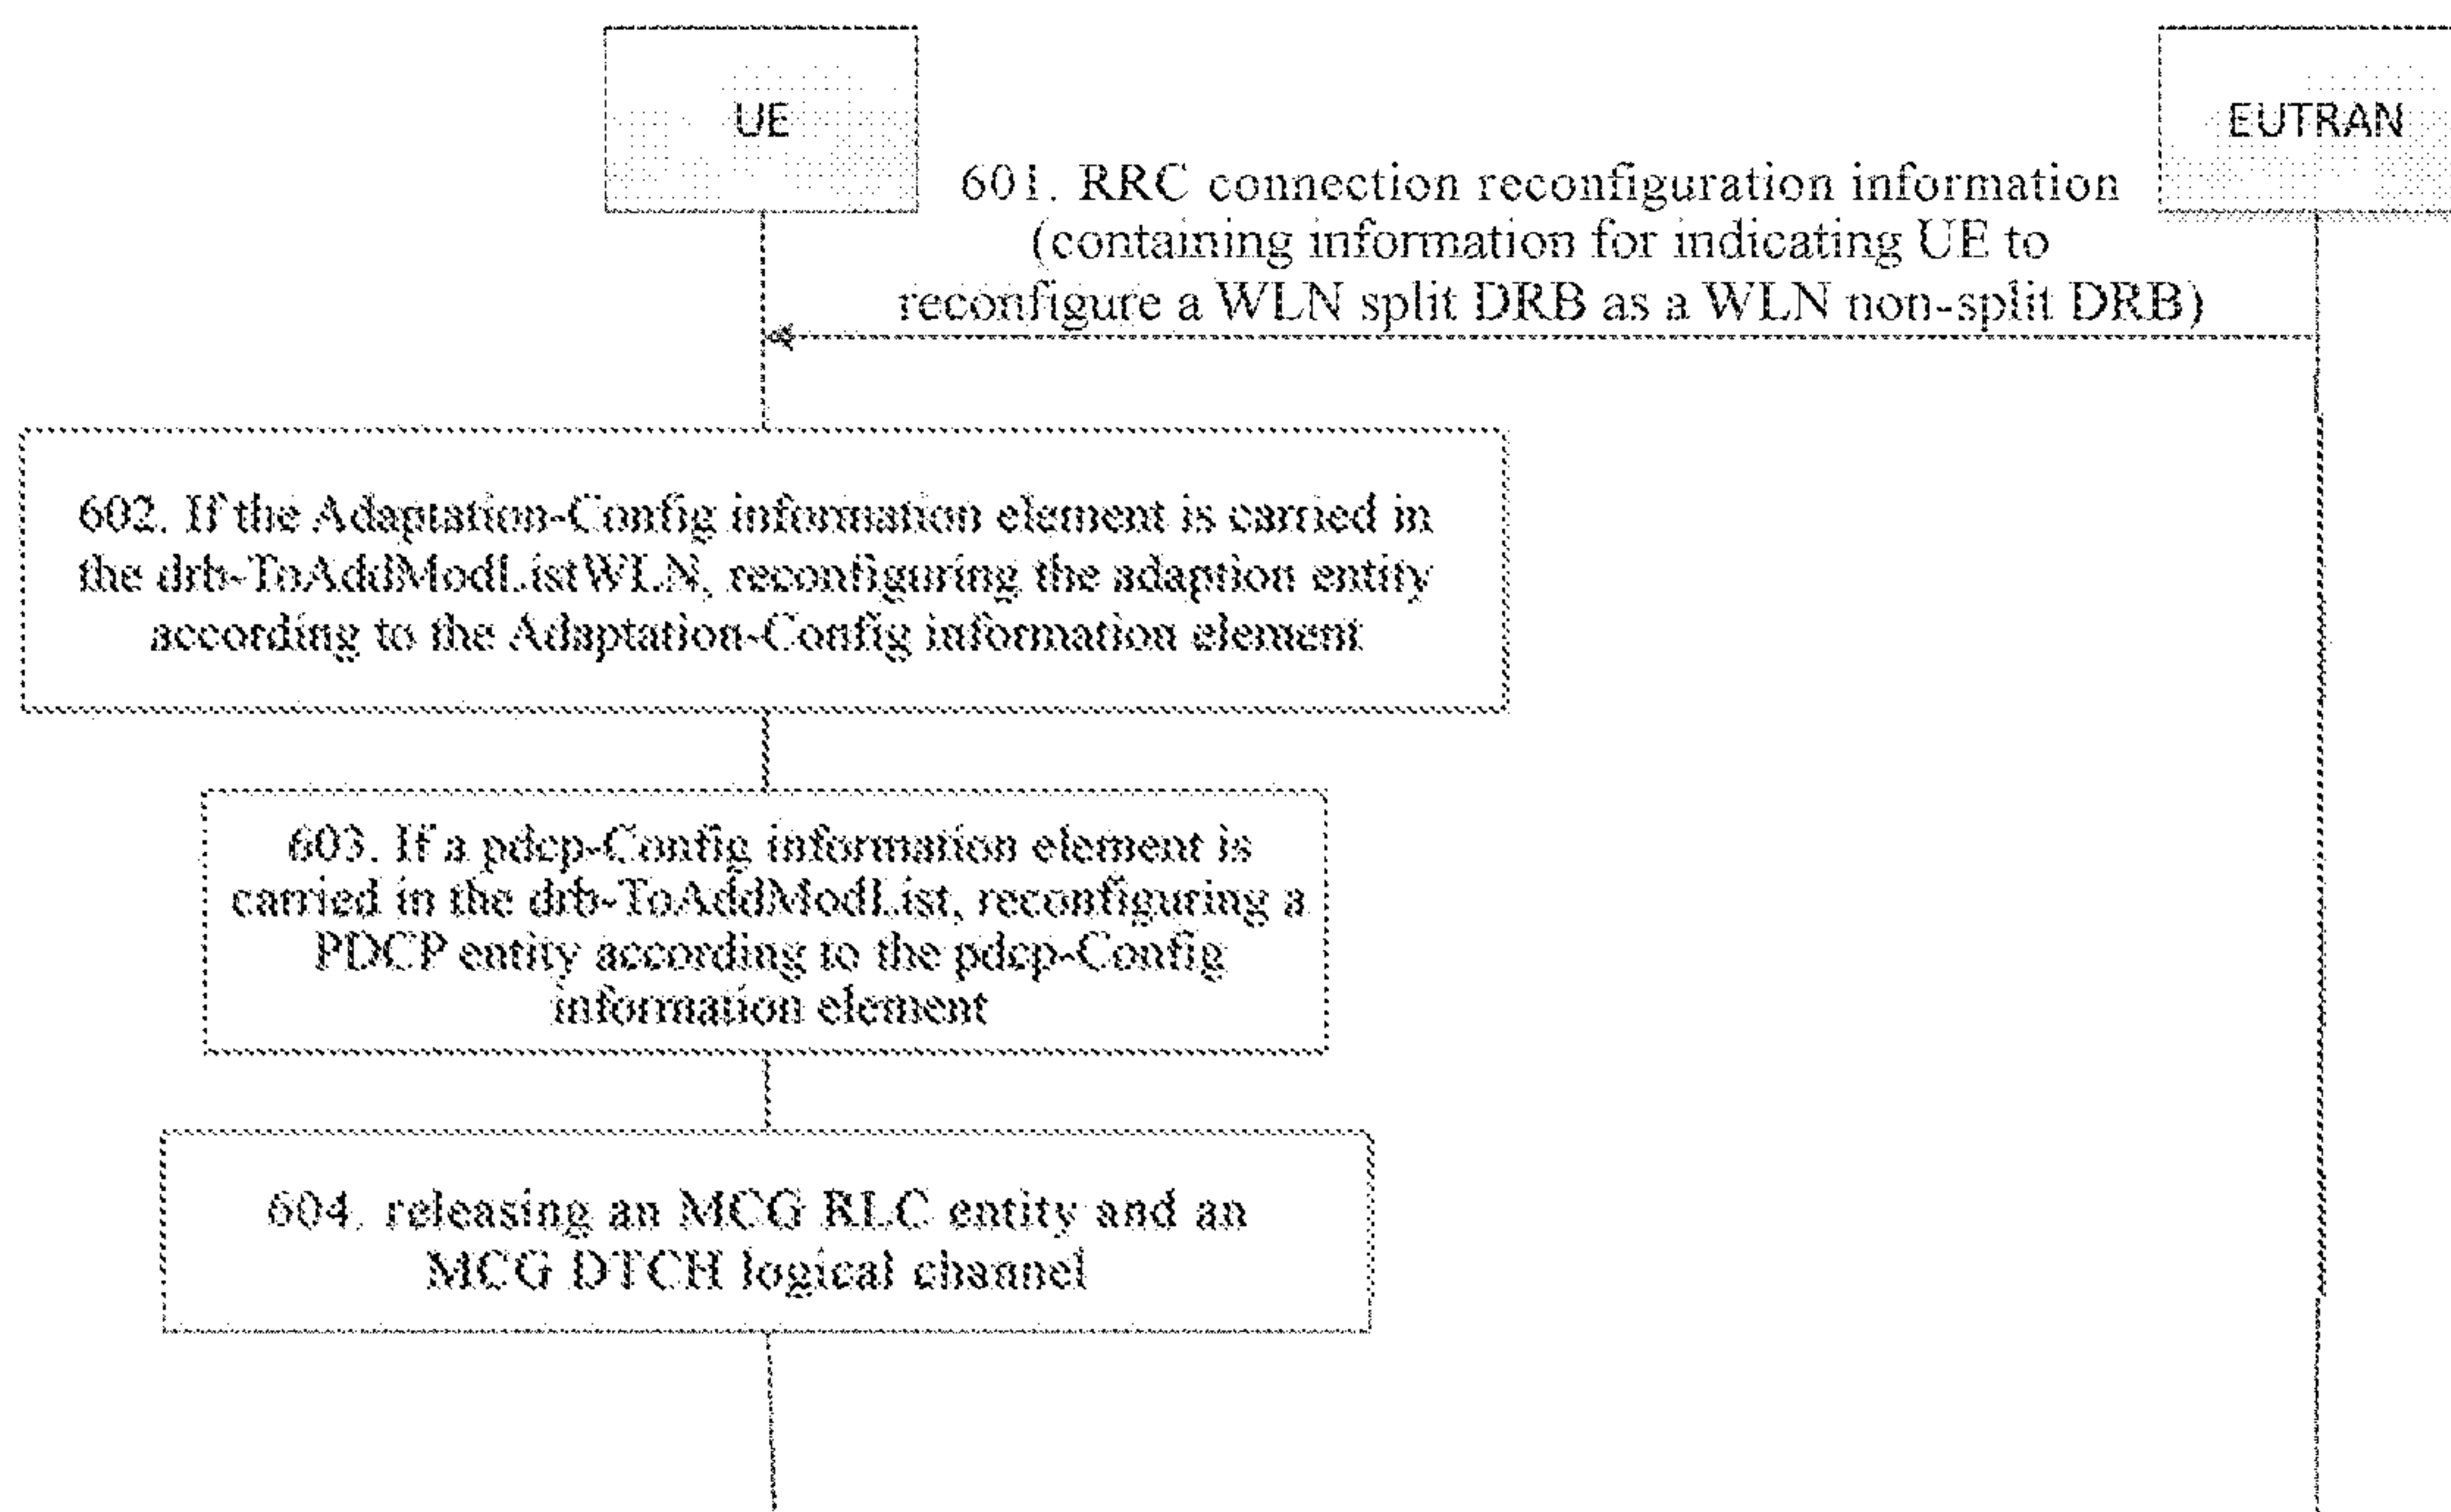 UE
EUTRAN
601. RRC connection reconfiguration information
(containing information for indicating UE to
reconfigure a WLN split DRB as a WLN non-split DRB)
602. If the Adaptation-Config information element is carried in
the drb-ToAddModListWLN, reconfiguring the adaption entity
according to the Adaptation-Config information element
603. If a pdcp-Config information element is
carried in the drb-ToAddModList, reconfiguring a
PDCP entity according to the pdcp-Config
information element
604. releasing an MCG RLC entity and an
MCG DTCH logical channel